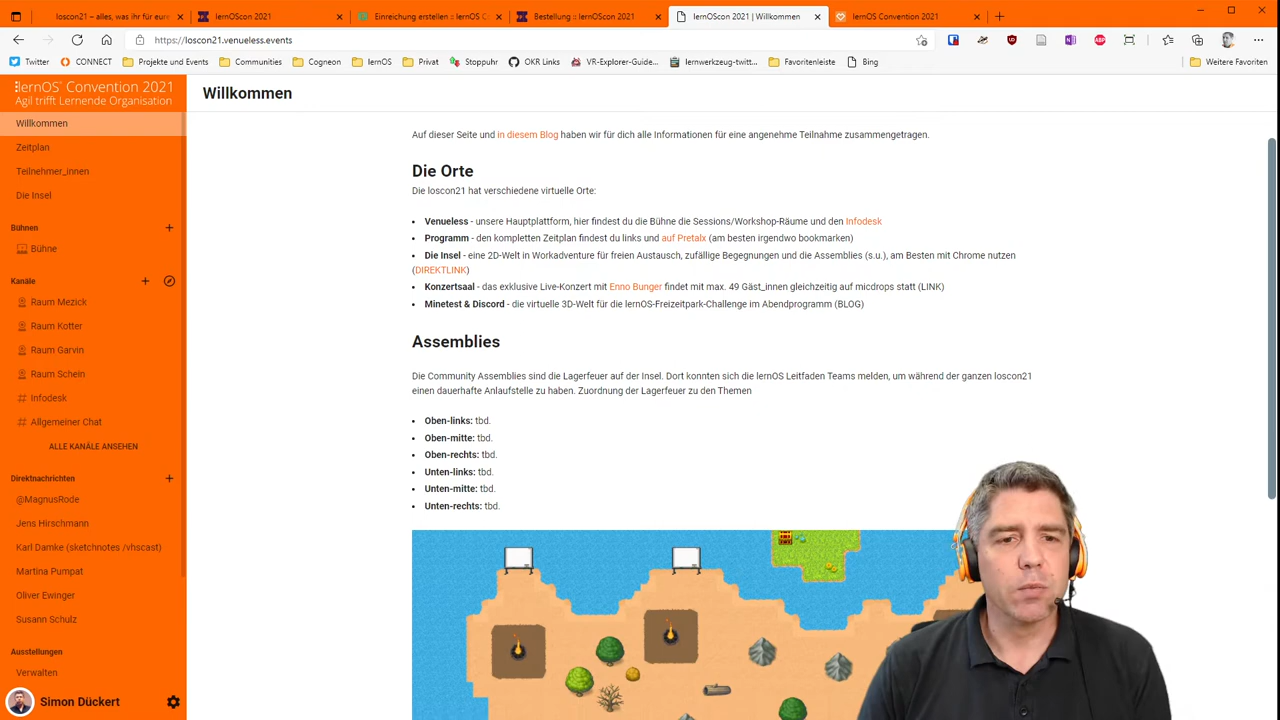 loscon21 – alles, was ihr für eure
lernOScon 2021
Einreichung erstellen :: lernOS C
Bestellung :: lernOScon 2021
lernOScon 2021 | Willkommen
lernOS Convention 2021
https://loscon21.venueless.events
Twitter
CONNECT
Projekte und Events
Communities
Cogneon
lernOS
Privat
Stoppuhr
OKR Links
VR-Explorer-Guide...
lernwerkzeug-twitt...
Favoritenleiste
Bing
Weitere Favoriten
lernOS Convention 2021
Agil trifft Lernende Organisation
Willkommen
Zeitplan
Teilnehmer_innen
Die Insel
Bühnen
Bühne
Kanäle
Raum Mezick
Raum Kotter
Raum Garvin
Raum Schein
Infodesk
Allgemeiner Chat
ALLE KANÄLE ANSEHEN
Direktnachrichten
@MagnusRode
Jens Hirschmann
Karl Damke (sketchnotes /vhscast)
Martina Pumpat
Oliver Ewinger
Susann Schulz
Ausstellungen
Verwalten
Simon Dückert
Willkommen
Auf dieser Seite und in diesem Blog haben wir für dich alle Informationen für eine angenehme Teilnahme zusammengetragen.
Die Orte
Die loscon21 hat verschiedene virtuelle Orte:
• Venueless - unsere Hauptplattform, hier findest du die Bühne die Sessions/Workshop-Räume und den Infodesk
• Programm - den kompletten Zeitplan findest du links und auf Pretalx (am besten irgendwo bookmarken)
• Die Insel - eine 2D-Welt in Workadventure für freien Austausch, zufällige Begegnungen und die Assemblies (s.u.), am Besten mit Chrome nutzen
(DIREKTLINK)
• Konzertsaal - das exklusive Live-Konzert mit Enno Bunger findet mit max. 49 Gäst_innen gleichzeitig auf micdrops statt (LINK)
• Minetest & Discord - die virtuelle 3D-Welt für die lernOS-Freizeitpark-Challenge im Abendprogramm (BLOG)
Assemblies
Die Community Assemblies sind die Lagerfeuer auf der Insel. Dort konnten sich die lernOS Leitfaden Teams melden, um während der ganzen loscon21
einen dauerhafte Anlaufstelle zu haben. Zuordnung der Lagerfeuer zu den Themen
• Oben-links: tbd.
• Oben-mitte: tbd.
• Oben-rechts: tbd.
• Unten-links: tbd.
• Unten-mitte: tbd.
• Unten-rechts: tbd.